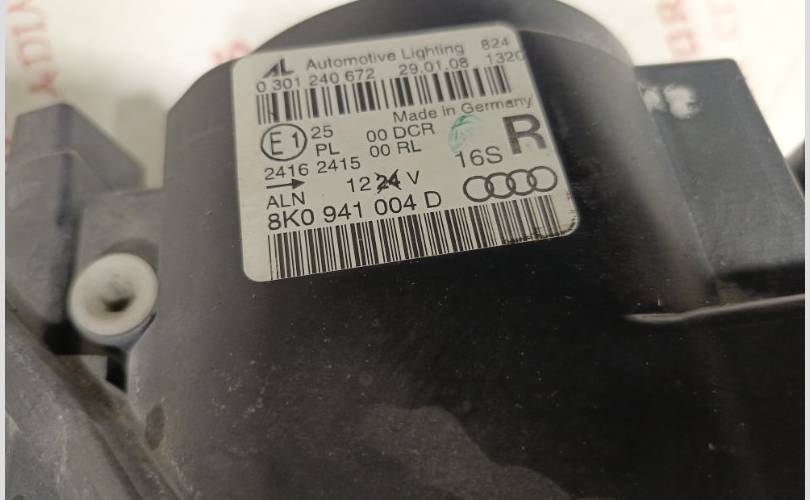 AL Automotive Lighting 824
0 301 240 672 29.01.08 1320
Made in Germany
E1 25 00 DCR R
PL 00 RL 16S
2416 2415
→ 12 24 V
ALN
8K0 941 004 D